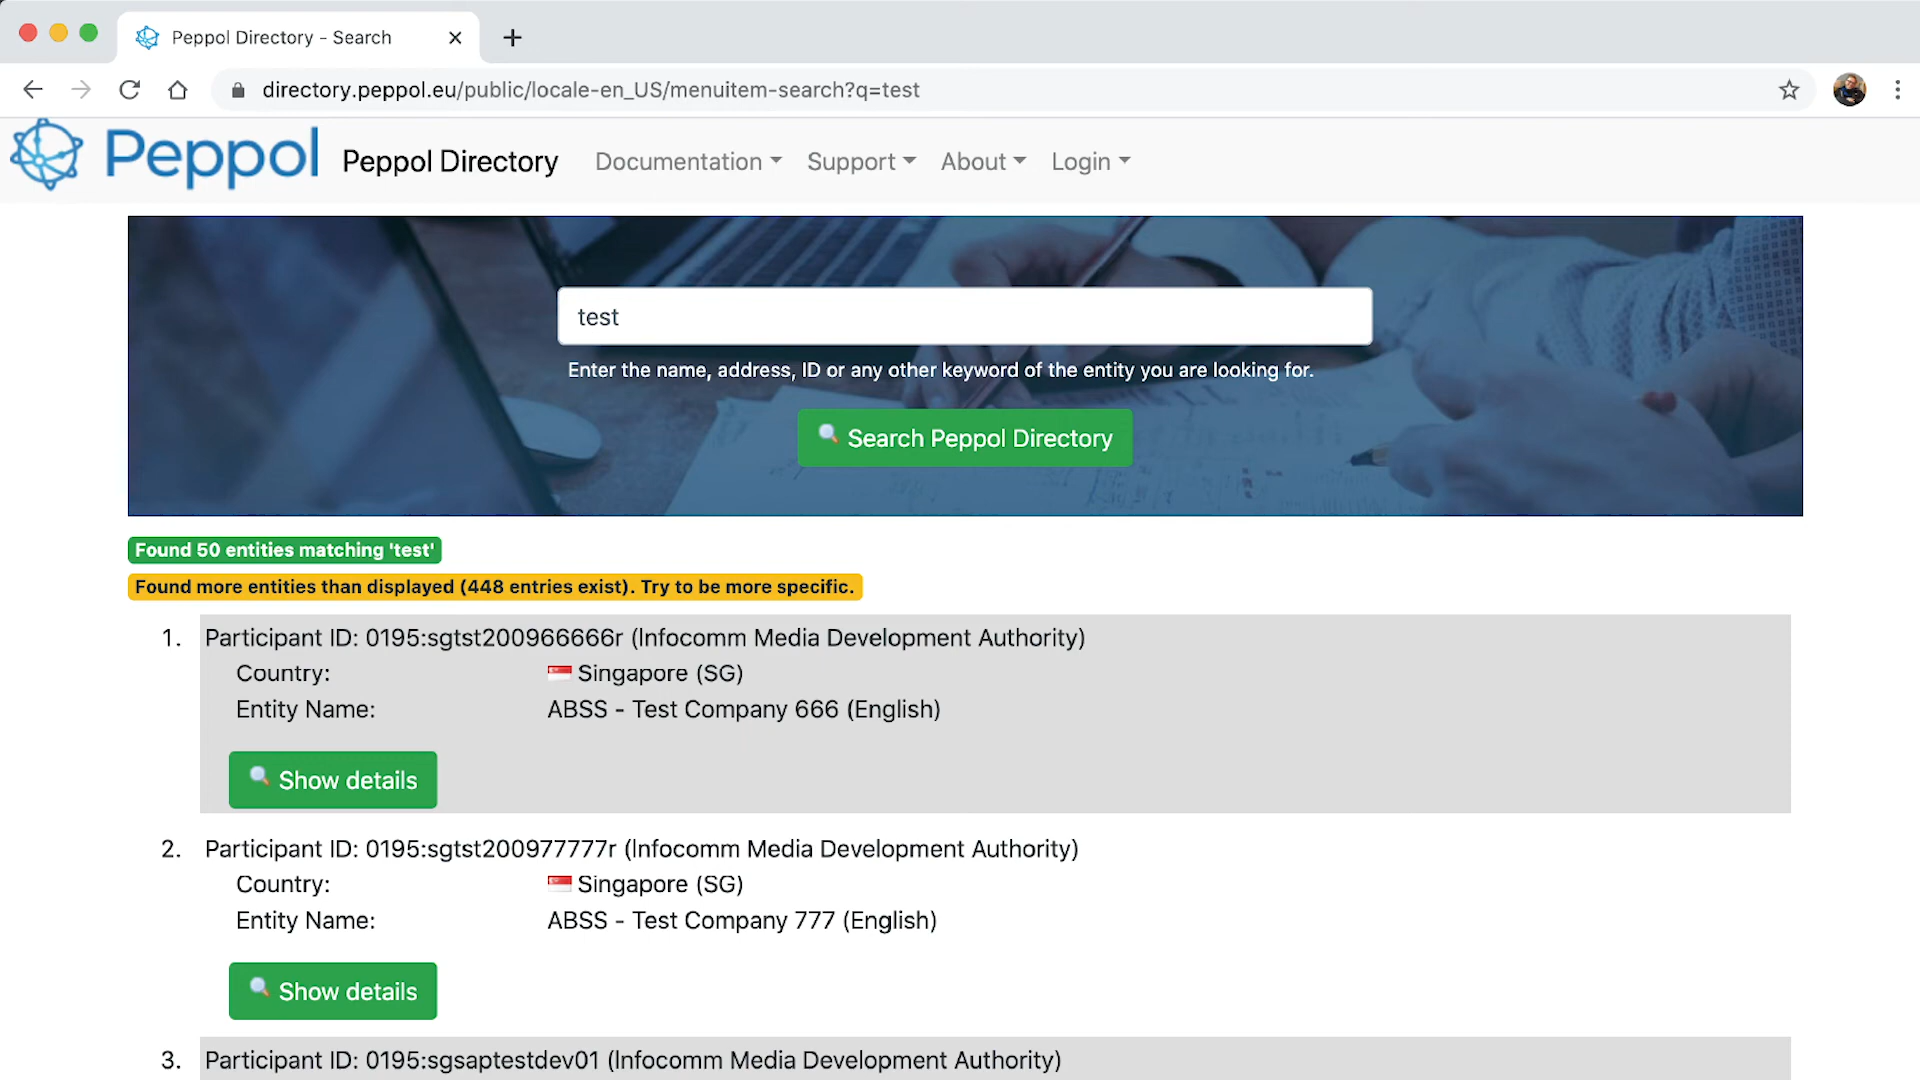 Peppol Directory - Search
directory.peppol.eu/public/locale-en_US/menuitem-search?q=test
Peppol Peppol Directory Documentation Support About Login
test
Enter the name, address, ID or any other keyword of the entity you are looking for.
Search Peppol Directory
Found 50 entities matching 'test'
Found more entities than displayed (448 entries exist). Try to be more specific.
1. Participant ID: 0195:sgtst200966666r (Infocomm Media Development Authority)
Country: Singapore (SG)
Entity Name: ABSS - Test Company 666 (English)
Show details
2. Participant ID: 0195:sgtst200977777r (Infocomm Media Development Authority)
Country: Singapore (SG)
Entity Name: ABSS - Test Company 777 (English)
Show details
3. Participant ID: 0195:sgsaptestdev01 (Infocomm Media Development Authority)